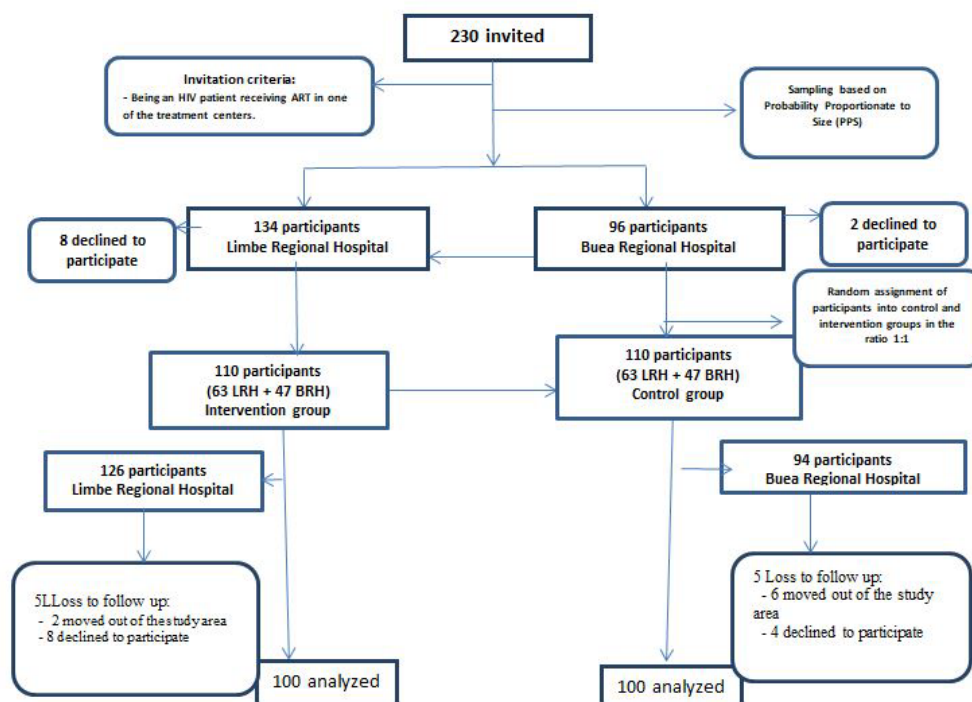 230 invited
Invitation criteria:
- Being an HIV patient receiving ART in one
of the treatment centers.
Sampling based on
Probability Proportionate to
Size (PPS)
134 participants
Limbe Regional Hospital
96 participants
Buea Regional Hospital
8 declined to
participate
2 declined to
participate
Random assignment of
participants into control and
intervention groups in the
ratio 1:1
110 participants
(63 LRH + 47 BRH)
Intervention group
110 participants
(63 LRH + 47 BRH)
Control group
126 participants
Limbe Regional Hospital
94 participants
Buea Regional Hospital
5LLoss to follow up:
- 2 moved out of the study area
- 8 declined to participate
5 Loss to follow up:
- 6 moved out of the study
area
- 4 declined to participate
100 analyzed
100 analyzed